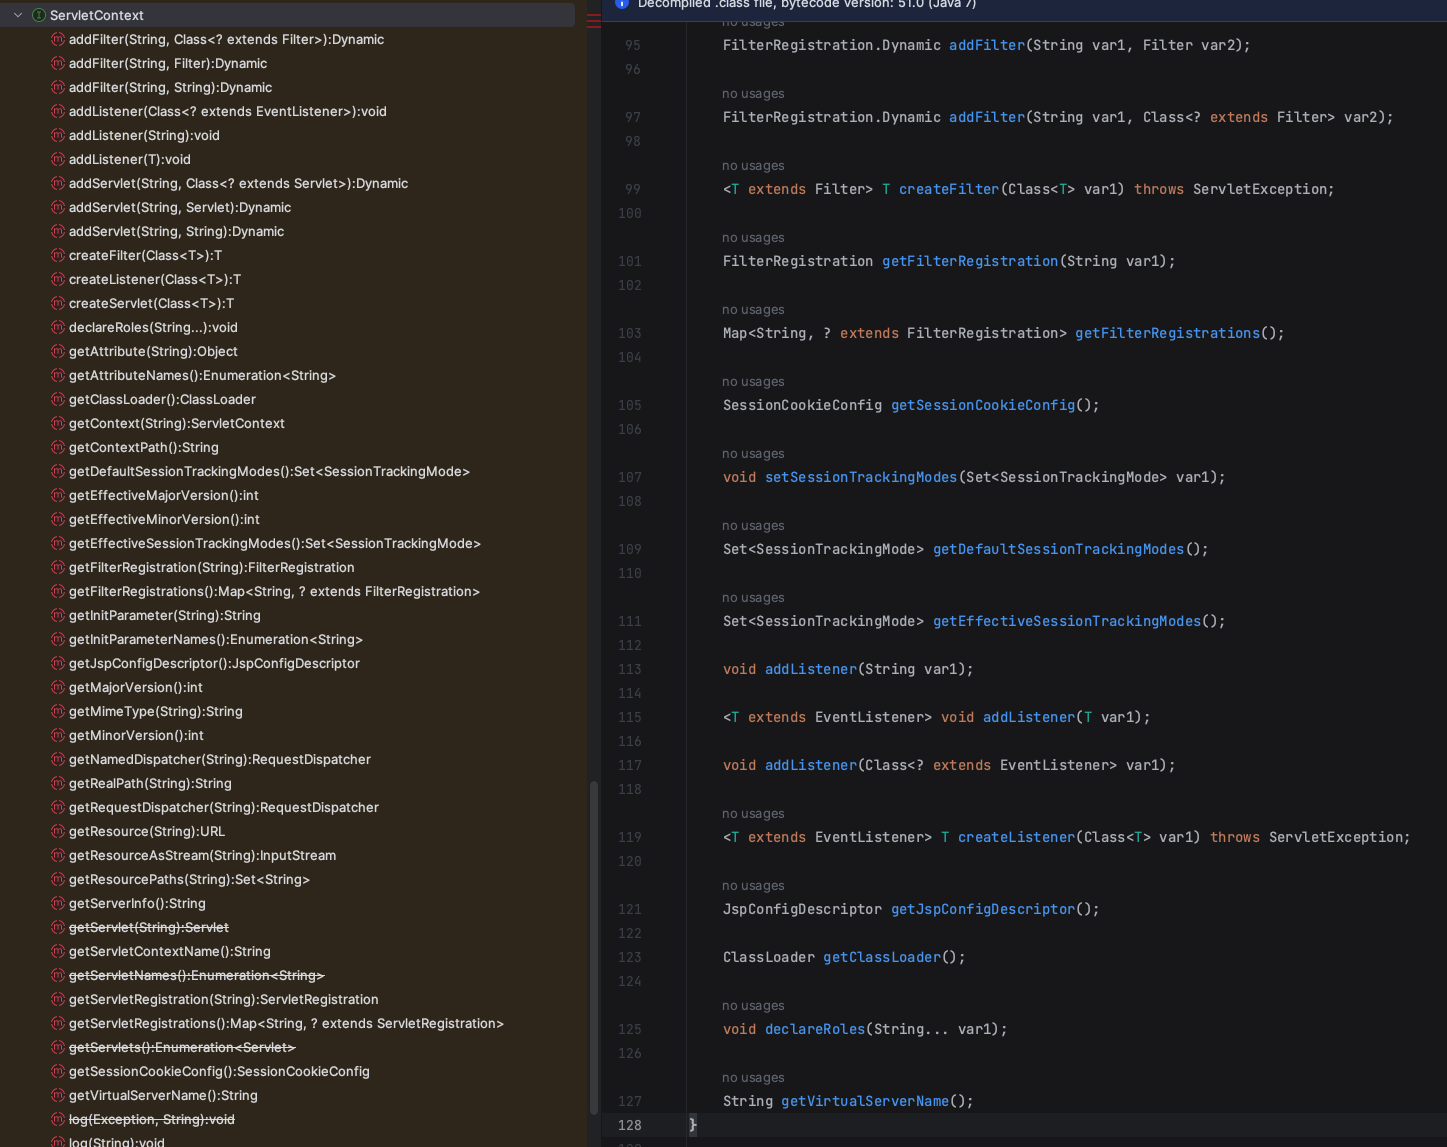 ServletContext
addFilter(String, Class<? extends Filter>):Dynamic
addFilter(String, Filter):Dynamic
addFilter(String, String):Dynamic
addListener(Class<? extends EventListener>):void
addListener(String):void
addListener(T):void
addServlet(String, Class<? extends Servlet>):Dynamic
addServlet(String, Servlet):Dynamic
addServlet(String, String):Dynamic
createFilter(Class<T>):T
createListener(Class<T>):T
createServlet(Class<T>):T
declareRoles(String...):void
getAttribute(String):Object
getAttributeNames():Enumeration<String>
getClassLoader():ClassLoader
getContext(String):ServletContext
getContextPath():String
getDefaultSessionTrackingModes():Set<SessionTrackingMode>
getEffectiveMajorVersion():int
getEffectiveMinorVersion():int
getEffectiveSessionTrackingModes():Set<SessionTrackingMode>
getFilterRegistration(String):FilterRegistration
getFilterRegistrations():Map<String, ? extends FilterRegistration>
getInitParameter(String):String
getInitParameterNames():Enumeration<String>
getJspConfigDescriptor():JspConfigDescriptor
getMajorVersion():int
getMimeType(String):String
getMinorVersion():int
getNamedDispatcher(String):RequestDispatcher
getRealPath(String):String
getRequestDispatcher(String):RequestDispatcher
getResource(String):URL
getResourceAsStream(String):InputStream
getResourcePaths(String):Set<String>
getServerInfo():String
getServlet(String):Servlet
getServletContextName():String
getServletNames():Enumeration<String>
getServletRegistration(String):ServletRegistration
getServletRegistrations():Map<String, ? extends ServletRegistration>
getServlets():Enumeration<Servlet>
getSessionCookieConfig():SessionCookieConfig
getVirtualServerName():String
log(Exception, String):void
log(String):void
Decompiled .class file, bytecode version: 51.0 (Java 7)
no usages
95 FilterRegistration.Dynamic addFilter(String var1, Filter var2);
96
no usages
97 FilterRegistration.Dynamic addFilter(String var1, Class<? extends Filter> var2);
98
no usages
99 <T extends Filter> T createFilter(Class<T> var1) throws ServletException;
100
no usages
101 FilterRegistration getFilterRegistration(String var1);
102
no usages
103 Map<String, ? extends FilterRegistration> getFilterRegistrations();
104
no usages
105 SessionCookieConfig getSessionCookieConfig();
106
no usages
107 void setSessionTrackingModes(Set<SessionTrackingMode> var1);
108
no usages
109 Set<SessionTrackingMode> getDefaultSessionTrackingModes();
110
no usages
111 Set<SessionTrackingMode> getEffectiveSessionTrackingModes();
112
113 void addListener(String var1);
114
115 <T extends EventListener> void addListener(T var1);
116
117 void addListener(Class<? extends EventListener> var1);
118
no usages
119 <T extends EventListener> T createListener(Class<T> var1) throws ServletException;
120
no usages
121 JspConfigDescriptor getJspConfigDescriptor();
122
123 ClassLoader getClassLoader();
124
no usages
125 void declareRoles(String... var1);
126
no usages
127 String getVirtualServerName();
128 }